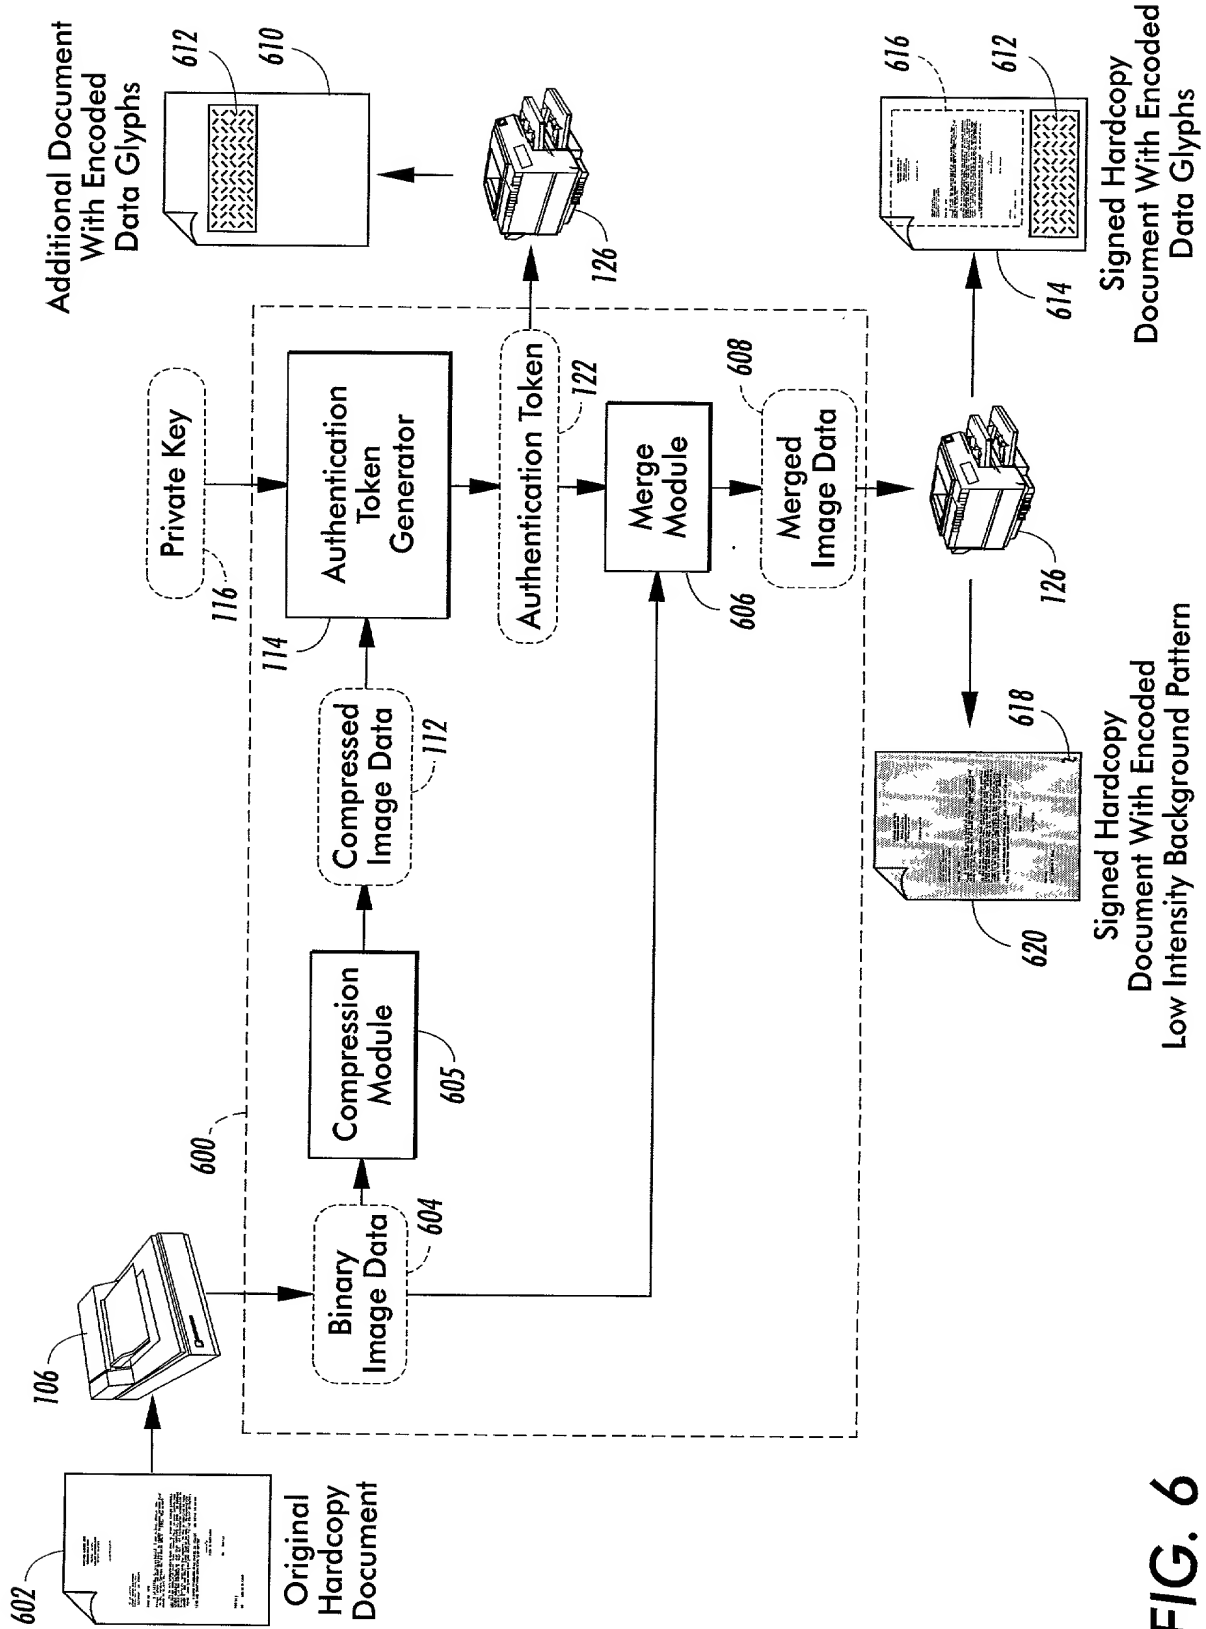 602
Original
Hardcopy
Document
106
600
Binary
Image Data
604
Compression
Module
605
Compressed
Image Data
112
Private Key
116
114
Authentication
Token
Generator
Authentication Token
122
Merge
Module
606
608
Merged
Image Data
126
Additional Document
With Encoded
Data Glyphs
612
610
126
616
612
614
Signed Hardcopy
Document With Encoded
Data Glyphs
618
620
Signed Hardcopy
Document With Encoded
Low Intensity Background Pattern
FIG. 6